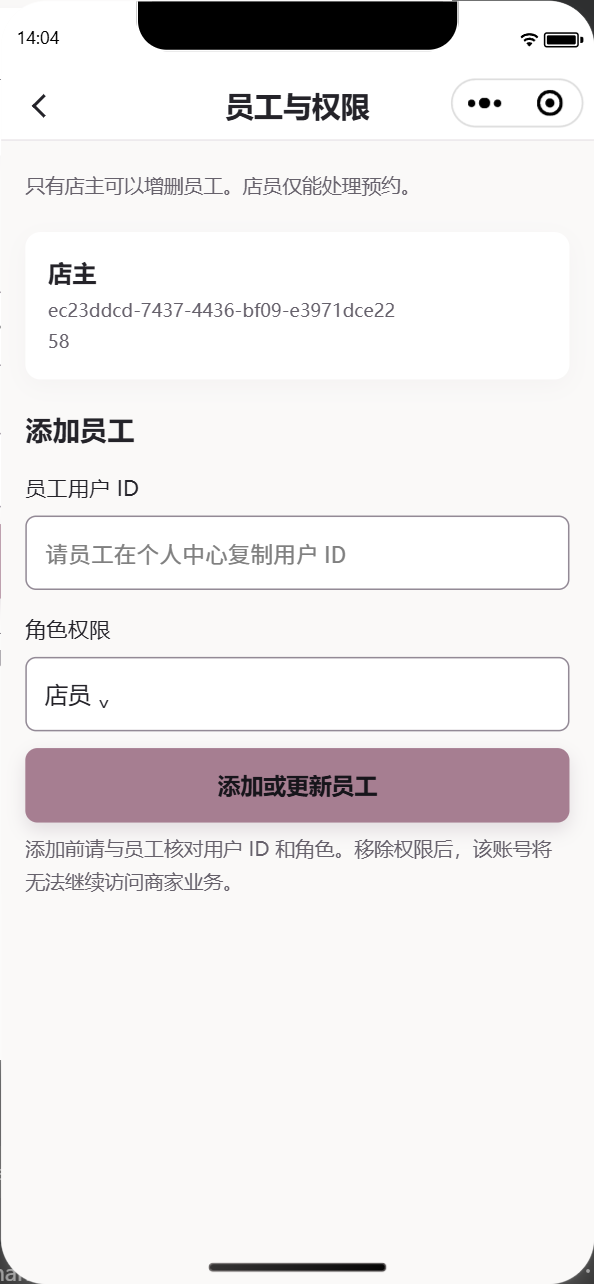 14:04
员工与权限
只有店主可以增删员工。店员仅能处理预约。
店主
ec23ddcd-7437-4436-bf09-e3971dce22
58
添加员工
员工用户 ID
请员工在个人中心复制用户 ID
角色权限
店员
添加或更新员工
添加前请与员工核对用户 ID 和角色。移除权限后，该账号将
无法继续访问商家业务。